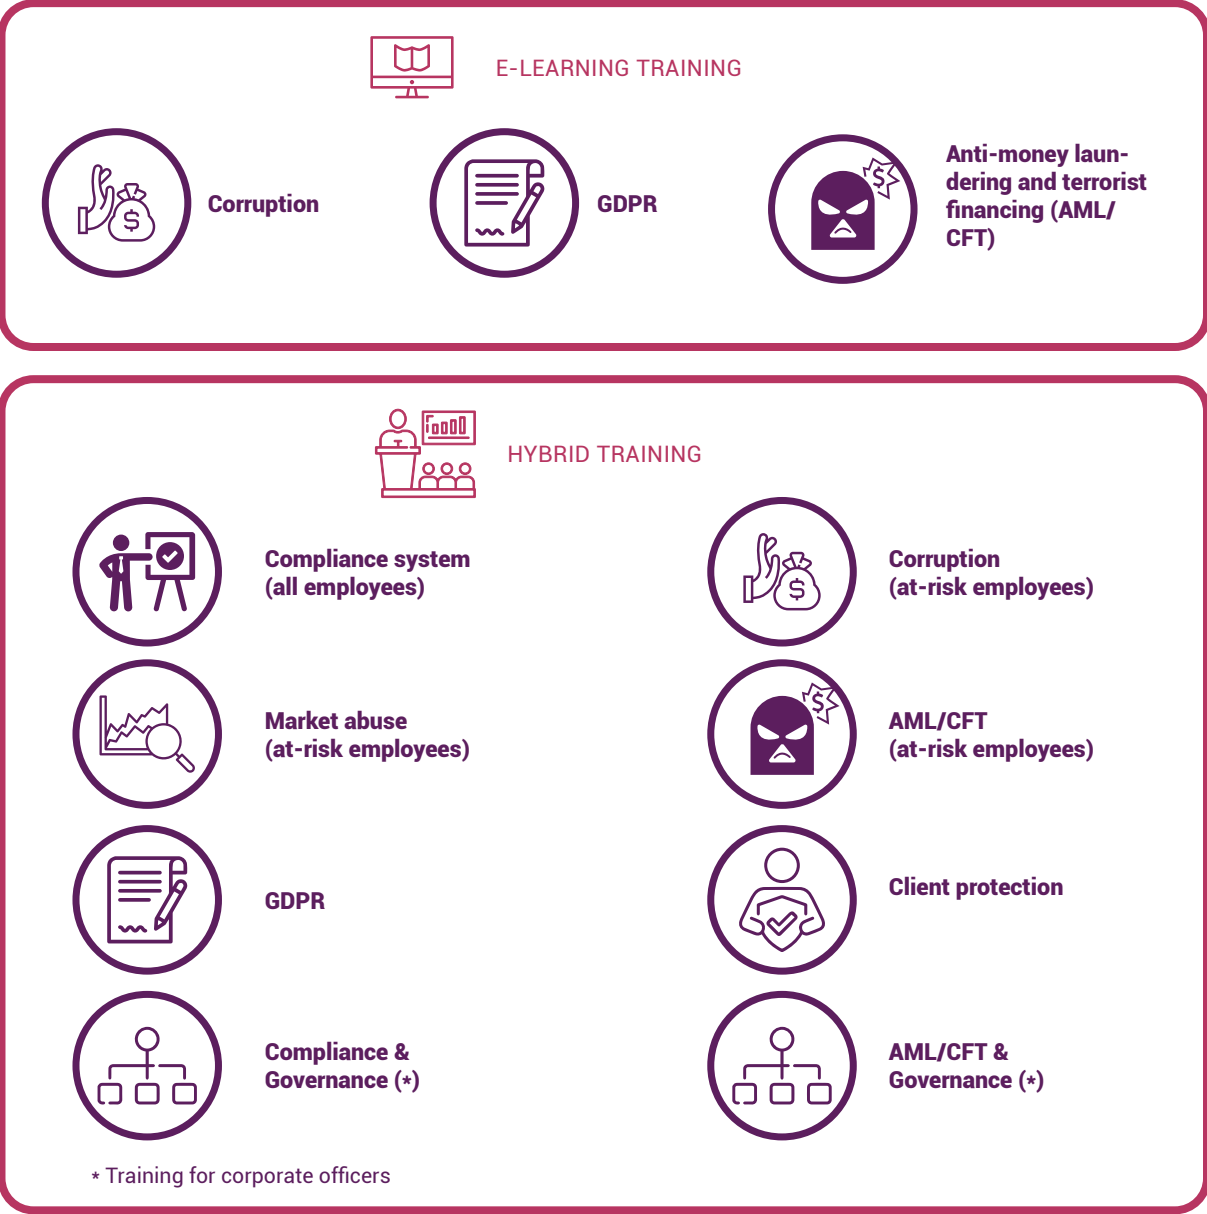 E-LEARNING TRAINING
Corruption
GDPR
Anti-money laun-
dering and terrorist
financing (AML/
CFT)
HYBRID TRAINING
Compliance system
(all employees)
Corruption
(at-risk employees)
Market abuse
(at-risk employees)
AML/CFT
(at-risk employees)
GDPR
Client protection
Compliance &
Governance (*)
AML/CFT &
Governance (*)
* Training for corporate officers